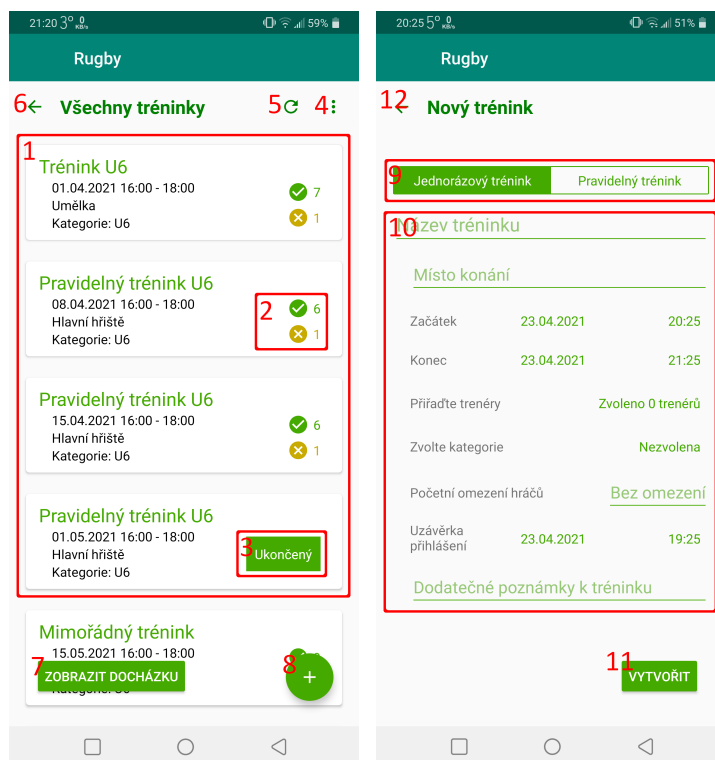 21:20 3° 0 KB/s 59%
Rugby
6 Všechny tréninky 5 4
1
Trénink U6
01.04.2021 16:00 - 18:00
7
Umělka
1
Kategorie: U6
Pravidelný trénink U6
08.04.2021 16:00 - 18:00
2
6
Hlavní hřiště
1
Kategorie: U6
Pravidelný trénink U6
15.04.2021 16:00 - 18:00
6
Hlavní hřiště
1
Kategorie: U6
Pravidelný trénink U6
01.05.2021 16:00 - 18:00
3 Ukončený
Hlavní hřiště
Kategorie: U6
Mimořádný trénink
15.05.2021 16:00 - 18:00
7 ZOBRAZIT DOCHÁZKU
8 +
20:25 5° 0 KB/s 51%
Rugby
12 Nový trénink
9 Jednorázový trénink Pravidelný trénink
10 Název tréninku
Místo konání
Začátek 23.04.2021 20:25
Konec 23.04.2021 21:25
Přiřaďte trenéry Zvoleno 0 trenérů
Zvolte kategorie Nezvolena
Početní omezení hráčů Bez omezení
Uzávěrka
přihlášení 23.04.2021 19:25
Dodatečné poznámky k tréninku
11 VYTVOŘIT